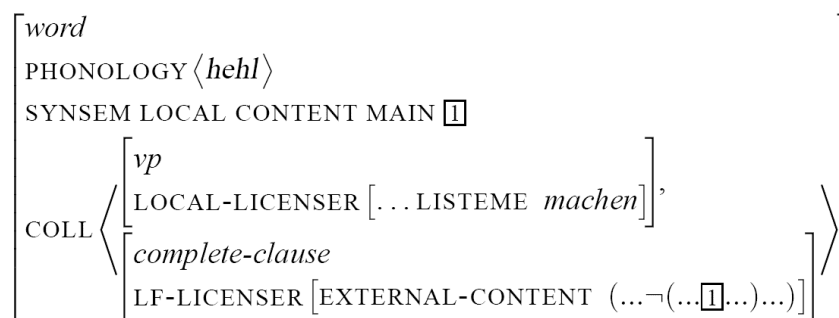 word
PHONOLOGY ⟨hehl⟩
SYNSEM LOCAL CONTENT MAIN 1
vp
LOCAL-LICENSER [...LISTEME machen],
COLL
complete-clause
LF-LICENSER [EXTERNAL-CONTENT (...¬(...1...)...)]